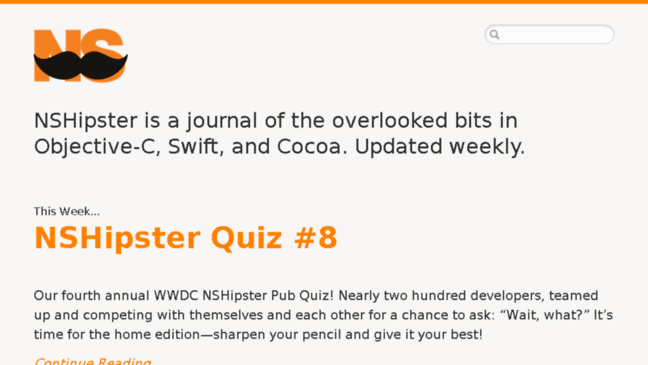 NS
NSHipster is a journal of the overlooked bits in
Objective-C, Swift, and Cocoa. Updated weekly.
This Week...
NSHipster Quiz #8
Our fourth annual WWDC NSHipster Pub Quiz! Nearly two hundred developers, teamed
up and competing with themselves and each other for a chance to ask: “Wait, what?” It’s
time for the home edition—sharpen your pencil and give it your best!
Continue Reading